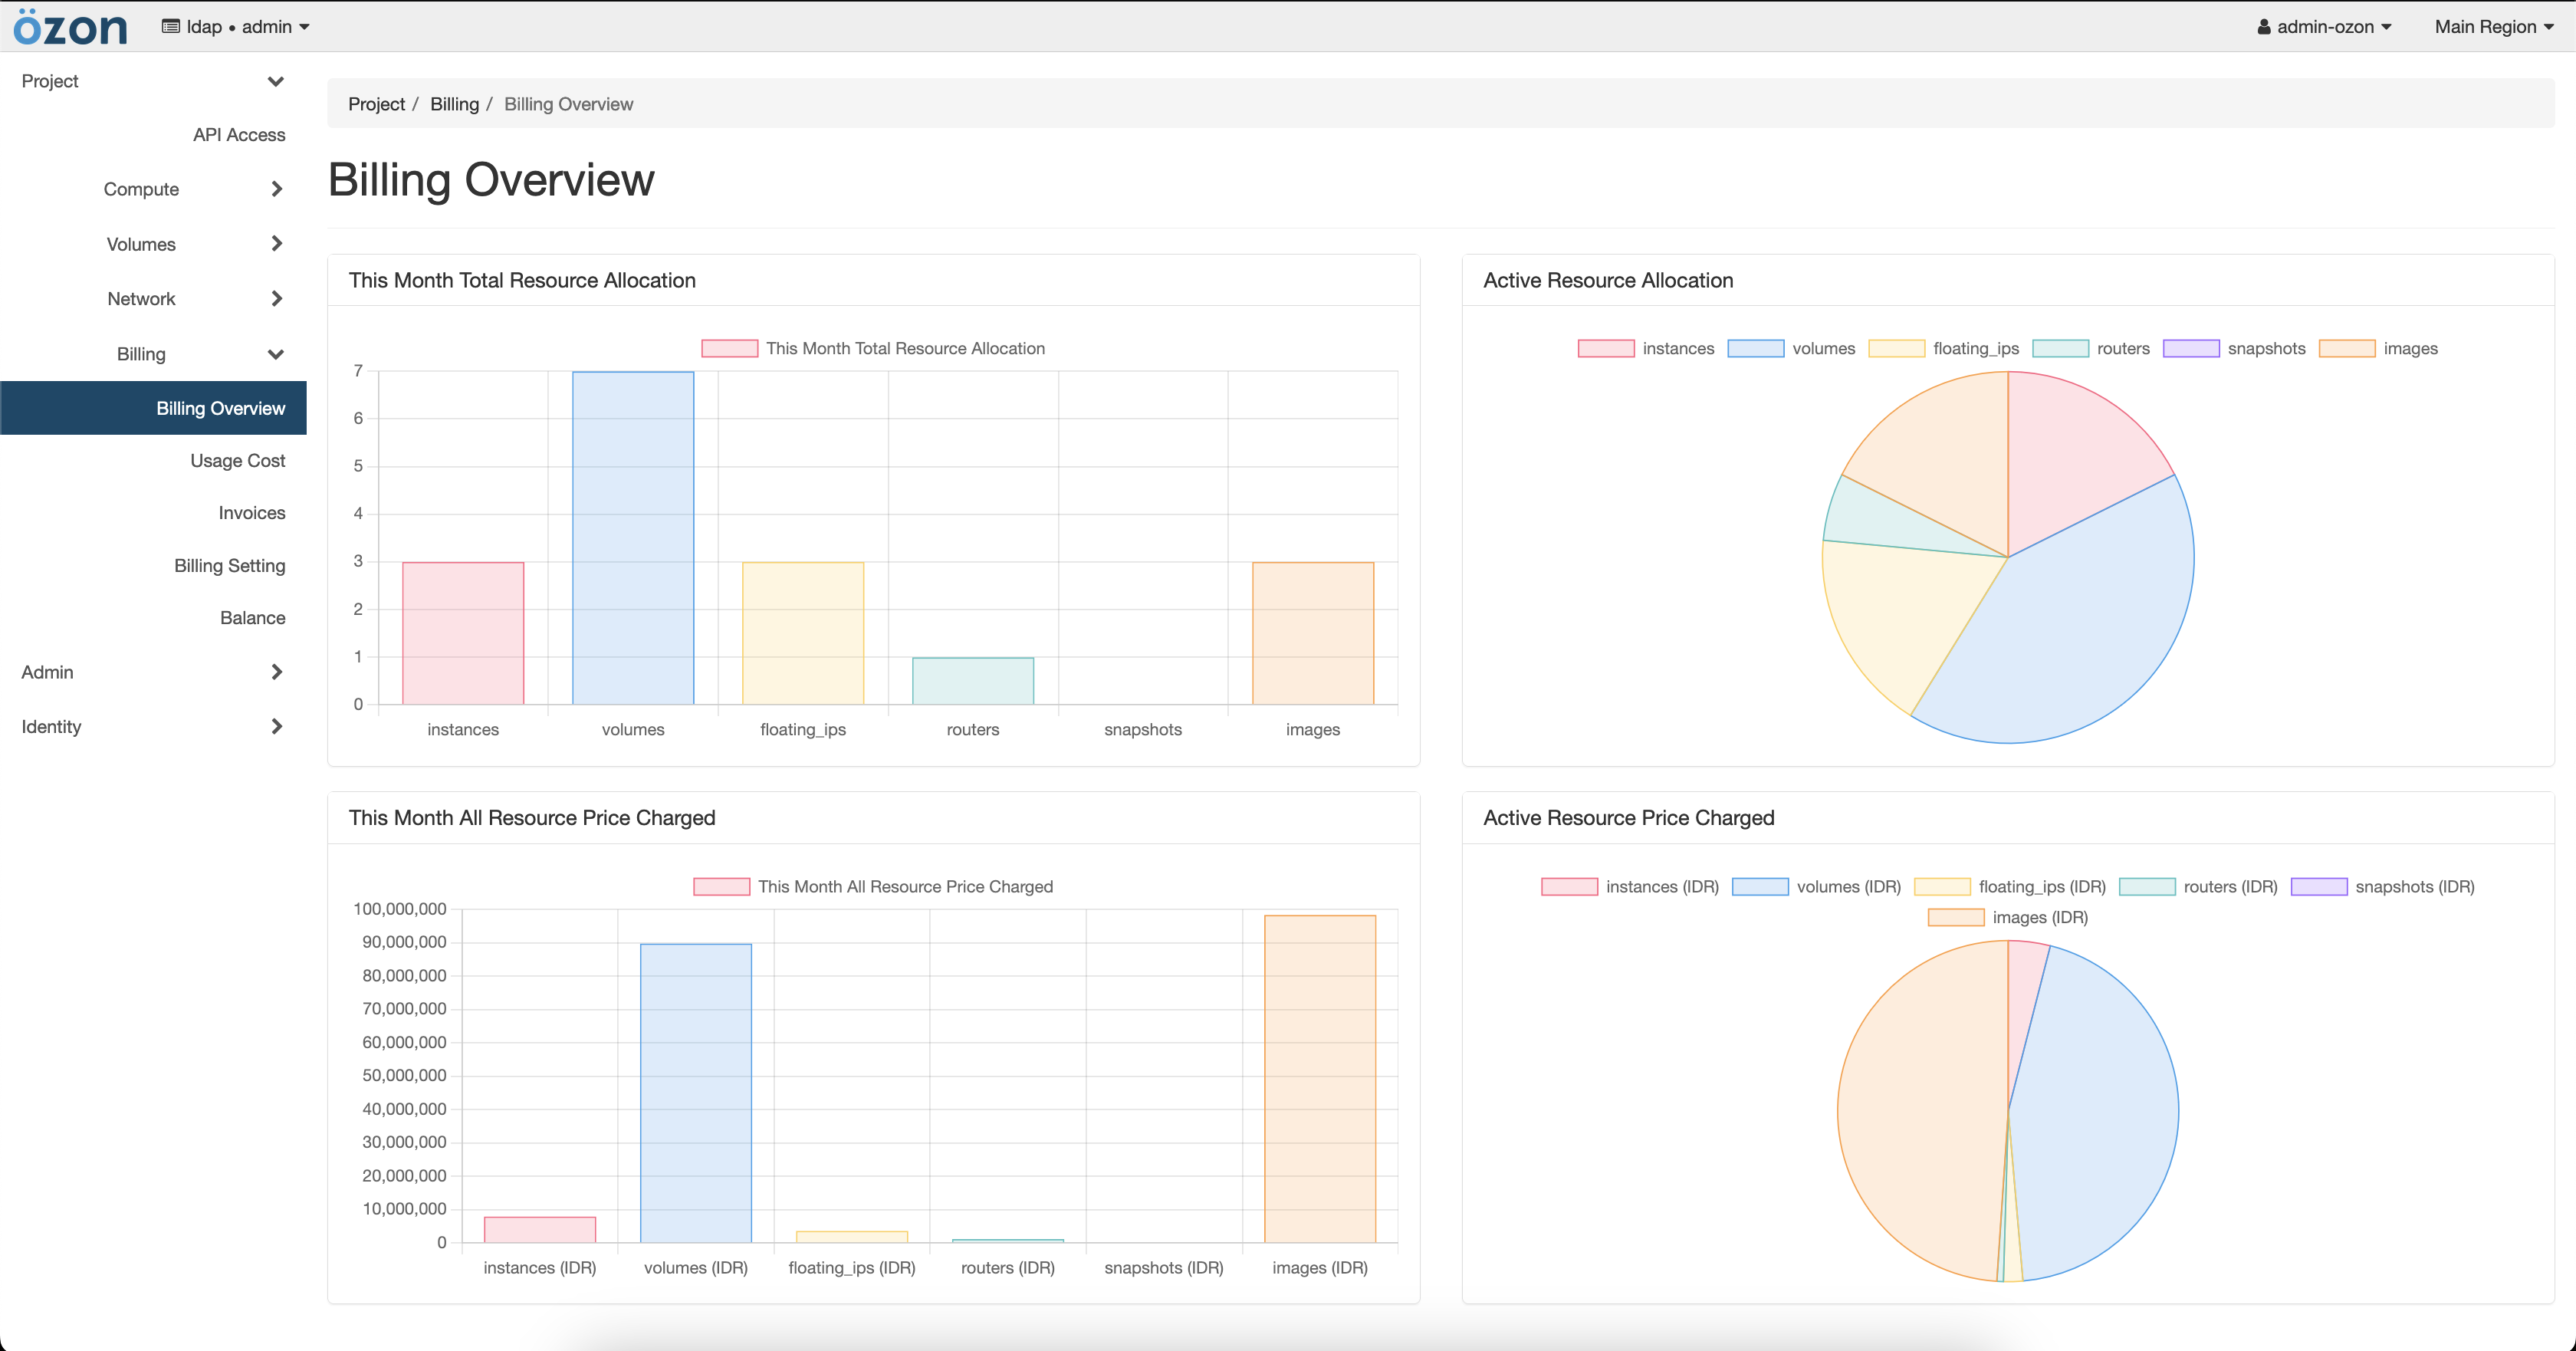 özon
ldap • admin
admin-ozon
Main Region
Project
API Access
Compute
Volumes
Network
Billing
Billing Overview
Usage Cost
Invoices
Billing Setting
Balance
Admin
Identity
Project / Billing / Billing Overview
Billing Overview
This Month Total Resource Allocation
This Month Total Resource Allocation
7
6
5
4
3
2
1
0
instances volumes floating_ips routers snapshots images
Active Resource Allocation
instances volumes floating_ips routers snapshots images
This Month All Resource Price Charged
This Month All Resource Price Charged
100,000,000
90,000,000
80,000,000
70,000,000
60,000,000
50,000,000
40,000,000
30,000,000
20,000,000
10,000,000
0
instances (IDR) volumes (IDR) floating_ips (IDR) routers (IDR) snapshots (IDR) images (IDR)
Active Resource Price Charged
instances (IDR) volumes (IDR) floating_ips (IDR) routers (IDR) snapshots (IDR)
images (IDR)